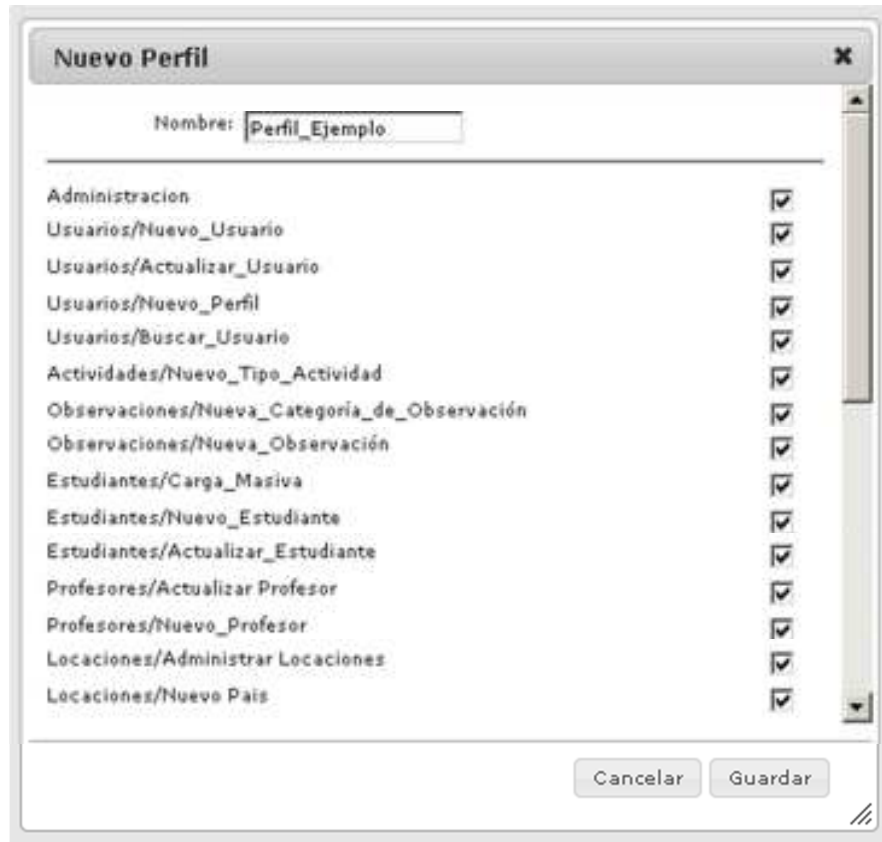 Nuevo Perfil
Nombre: Perfil_Ejemplo
Administracion
Usuarios/Nuevo_Usuario
Usuarios/Actualizar_Usuario
Usuarios/Nuevo_Perfil
Usuarios/Buscar_Usuario
Actividades/Nuevo_Tipo_Actividad
Observaciones/Nueva_Categoría_de_Observación
Observaciones/Nueva_Observación
Estudiantes/Carga_Masiva
Estudiantes/Nuevo_Estudiante
Estudiantes/Actualizar_Estudiante
Profesores/Actualizar Profesor
Profesores/Nuevo_Profesor
Locaciones/Administrar Locaciones
Locaciones/Nuevo Pais
Cancelar Guardar